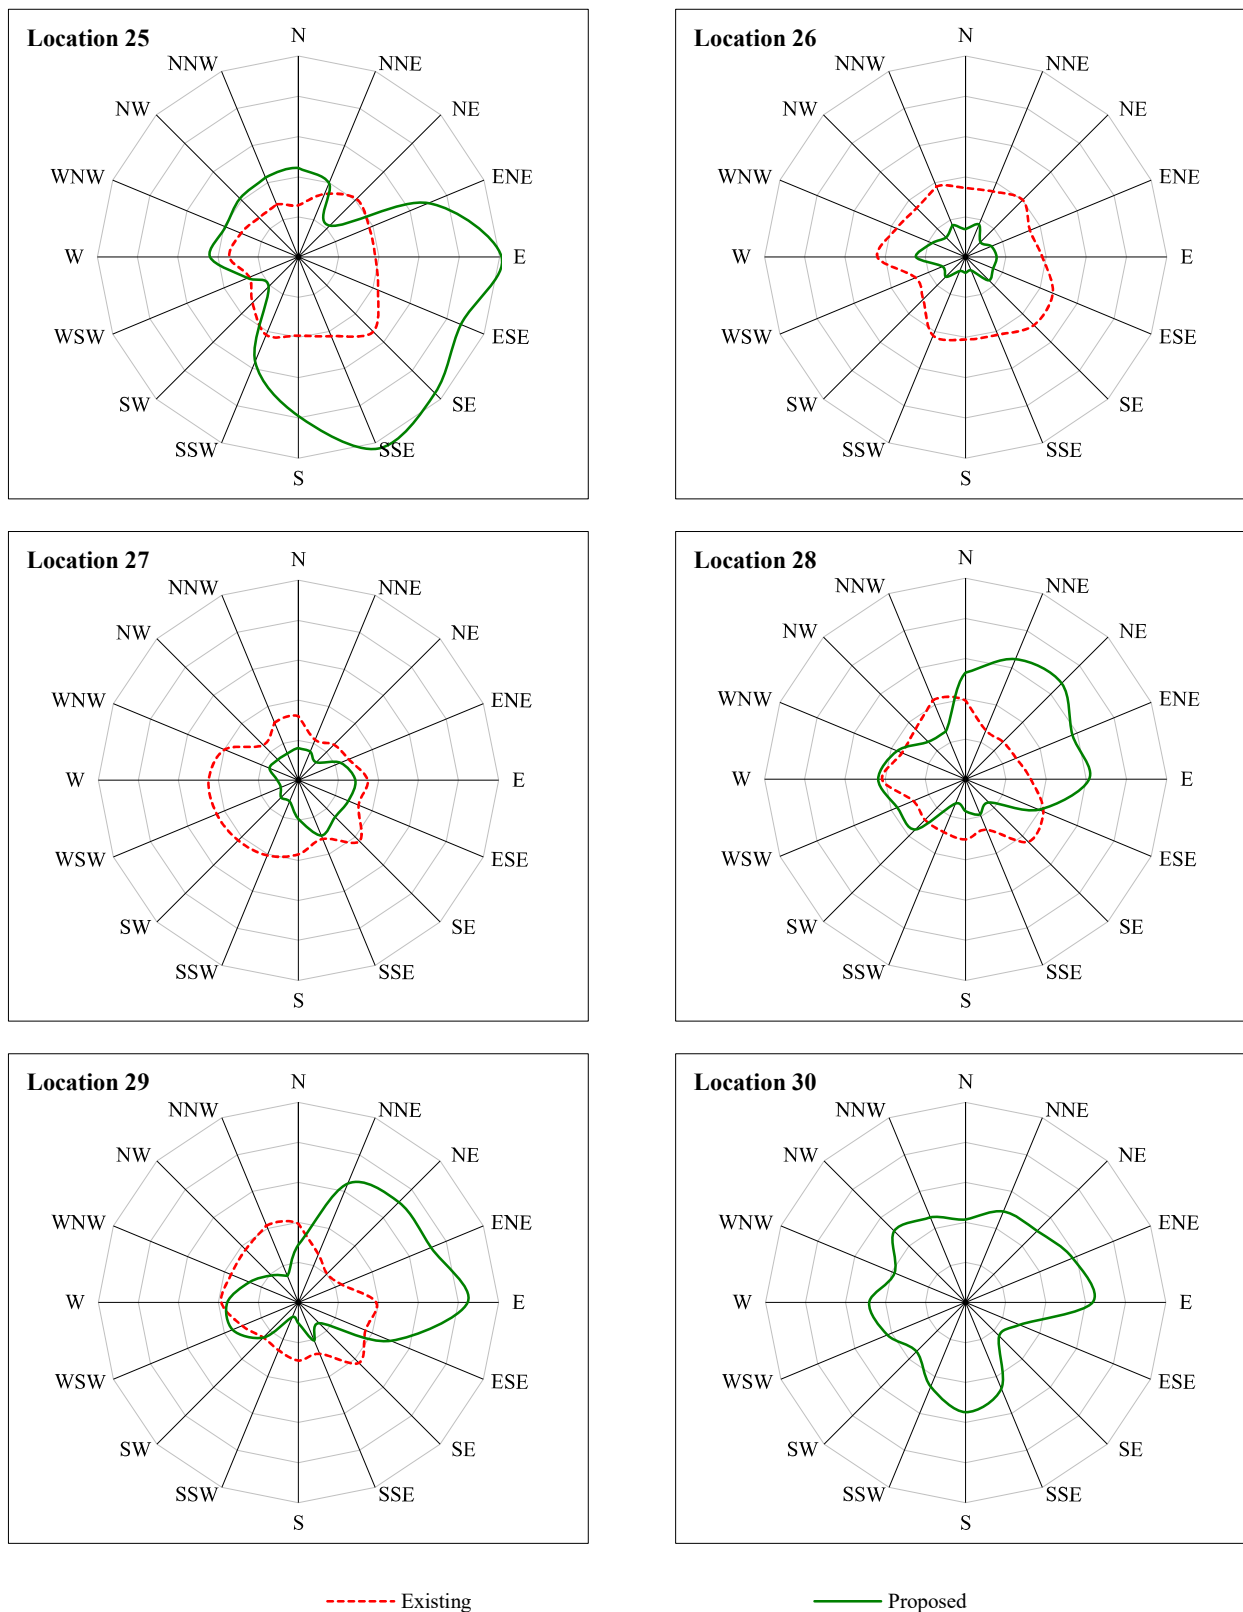 Location 25
N
NNW
NNE
NW
NE
WNW
ENE
W
E
WSW
ESE
SW
SE
SSW
SSE
S
Location 26
N
NNW
NNE
NW
NE
WNW
ENE
W
E
WSW
ESE
SW
SE
SSW
SSE
S
Location 27
N
NNW
NNE
NW
NE
WNW
ENE
W
E
WSW
ESE
SW
SE
SSW
SSE
S
Location 28
N
NNW
NNE
NW
NE
WNW
ENE
W
E
WSW
ESE
SW
SE
SSW
SSE
S
Location 29
N
NNW
NNE
NW
NE
WNW
ENE
W
E
WSW
ESE
SW
SE
SSW
SSE
S
Location 30
N
NNW
NNE
NW
NE
WNW
ENE
W
E
WSW
ESE
SW
SE
SSW
SSE
S
Existing
Proposed